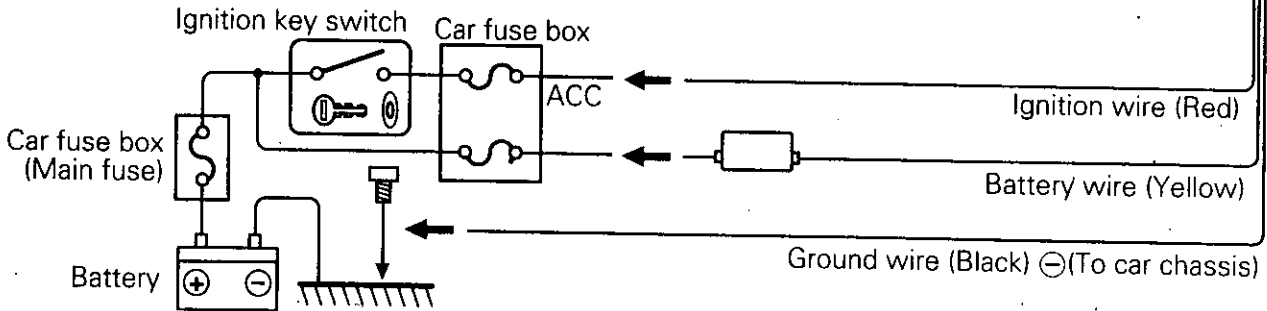 Ignition key switch
Car fuse box
ACC
Ignition wire (Red)
Car fuse box
(Main fuse)
Battery wire (Yellow)
Ground wire (Black) ⊖(To car chassis)
Battery
⊕ ⊖